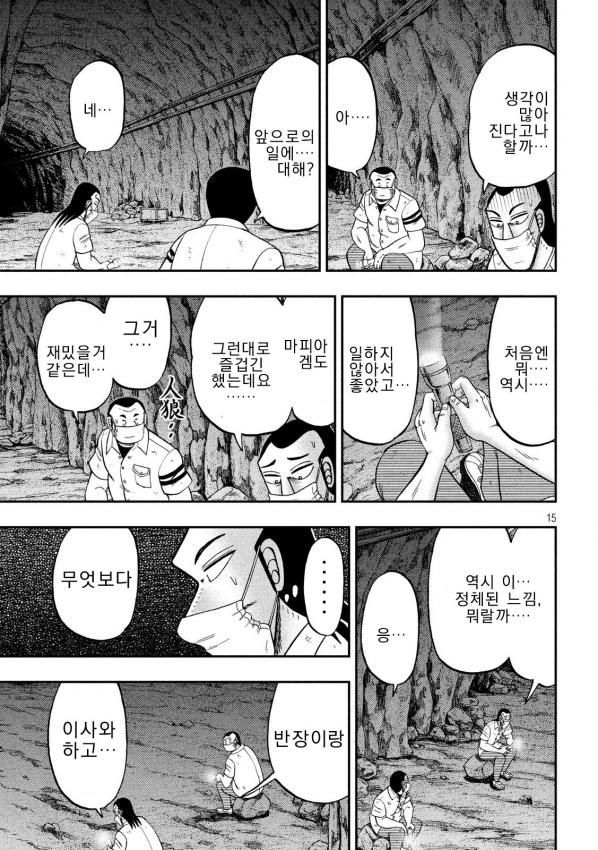 생각이
많아
진다고나
할까…
아….
앞으로의
일에….
대해?
네…
처음엔
뭐….
역시….
일하지
않아서
좋았고…
마피아
겜도
그런대로
즐겁긴
했는데요
……
그거
….
재밌을거
같은데…
人狼…
15
역시 이…
정체된 느낌,
뭐랄까….
응…
……
무엇보다
반장이랑
이사와
하고…